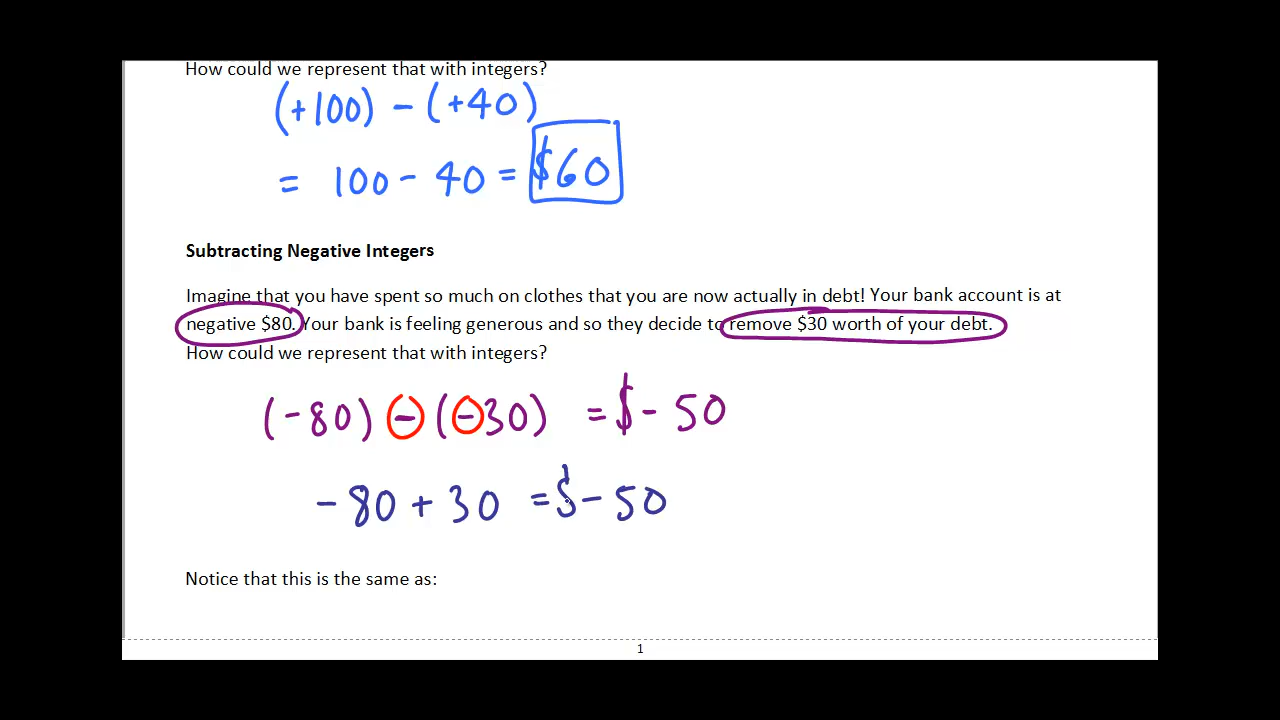 How could we represent that with integers?
(+100) - (+40)
= 100 - 40 = $60
Subtracting Negative Integers
Imagine that you have spent so much on clothes that you are now actually in debt! Your bank account is at
negative $80. Your bank is feeling generous and so they decide to remove $30 worth of your debt.
How could we represent that with integers?
(-80) - (-30) = $- 50
- 80 + 30 = $- 50
Notice that this is the same as:
1